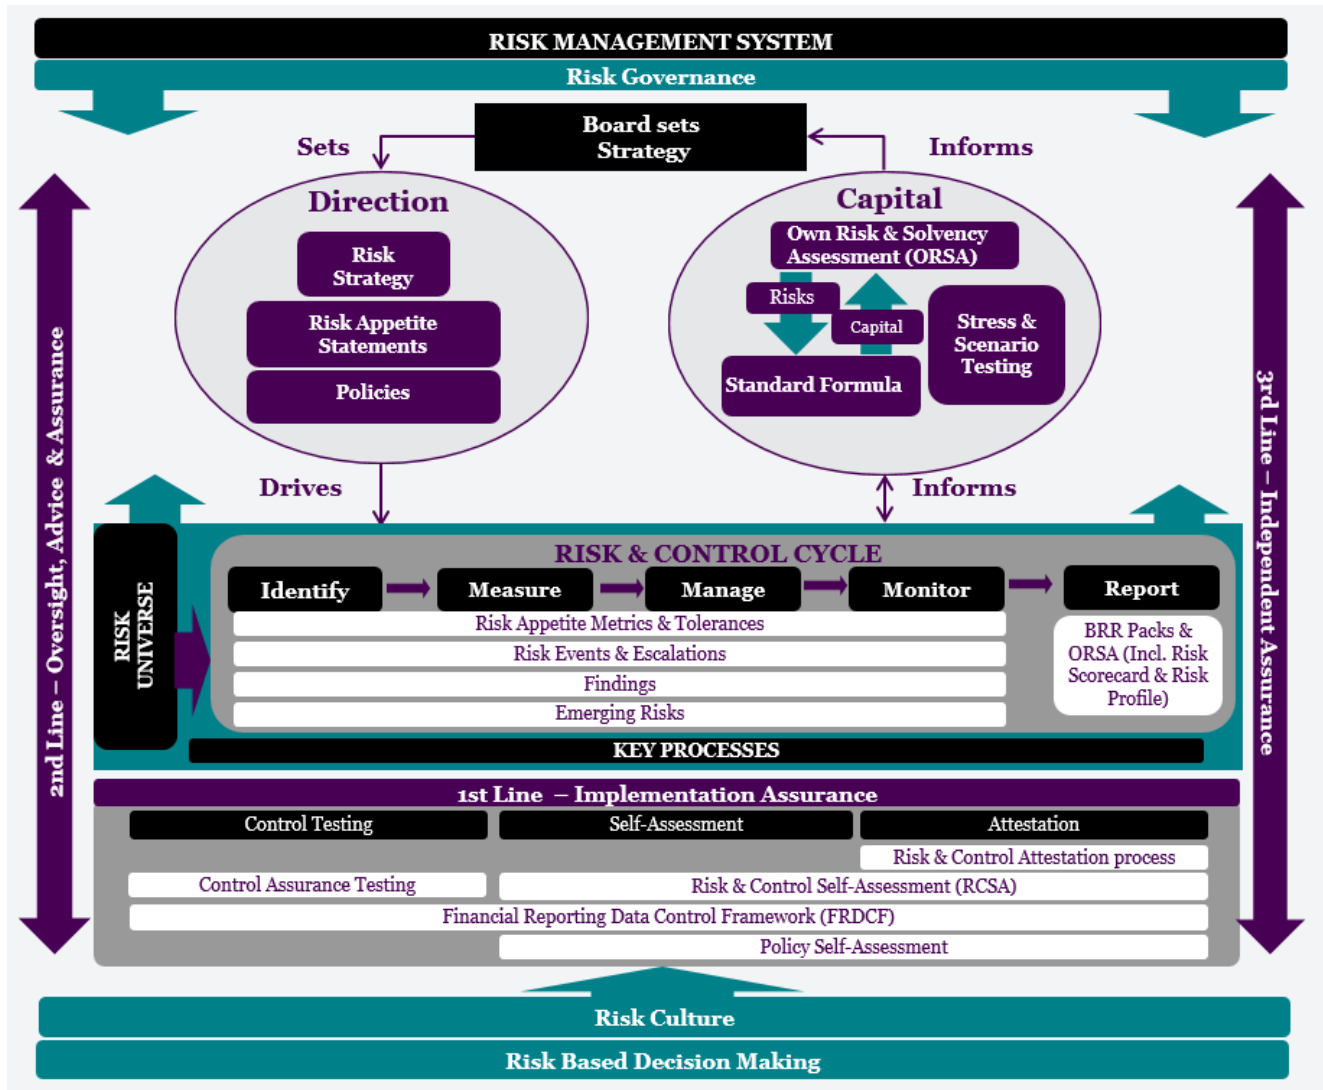 RISK MANAGEMENT SYSTEM
Risk Governance
Board sets
Strategy
Sets
Informs
Direction
Risk
Strategy
Risk Appetite
Statements
Policies
Capital
Own Risk & Solvency
Assessment (ORSA)
Risks
Capital
Stress &
Scenario
Testing
Standard Formula
Drives
Informs
2nd Line – Oversight, Advice & Assurance
3rd Line – Independent Assurance
RISK
UNIVERSE
RISK & CONTROL CYCLE
Identify
Measure
Manage
Monitor
Report
Risk Appetite Metrics & Tolerances
Risk Events & Escalations
Findings
Emerging Risks
BRR Packs &
ORSA (Incl. Risk
Scorecard & Risk
Profile)
KEY PROCESSES
1st Line – Implementation Assurance
Control Testing
Self-Assessment
Attestation
Risk & Control Attestation process
Control Assurance Testing
Risk & Control Self-Assessment (RCSA)
Financial Reporting Data Control Framework (FRDCF)
Policy Self-Assessment
Risk Culture
Risk Based Decision Making